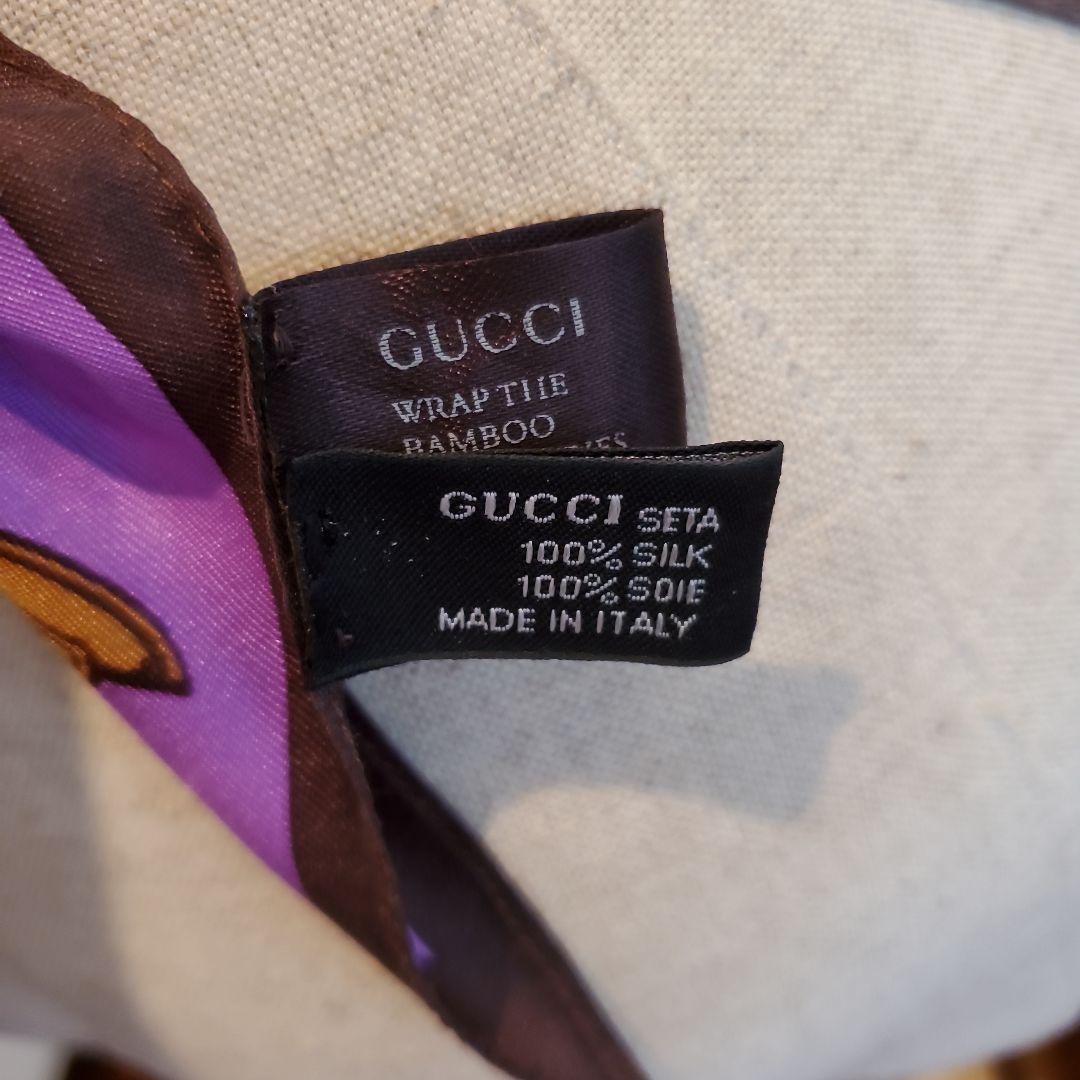 GUCCI
WRAP THE
BAMBOO
GUCCI SETA
100% SILK
100% SOIE
MADE IN ITALY